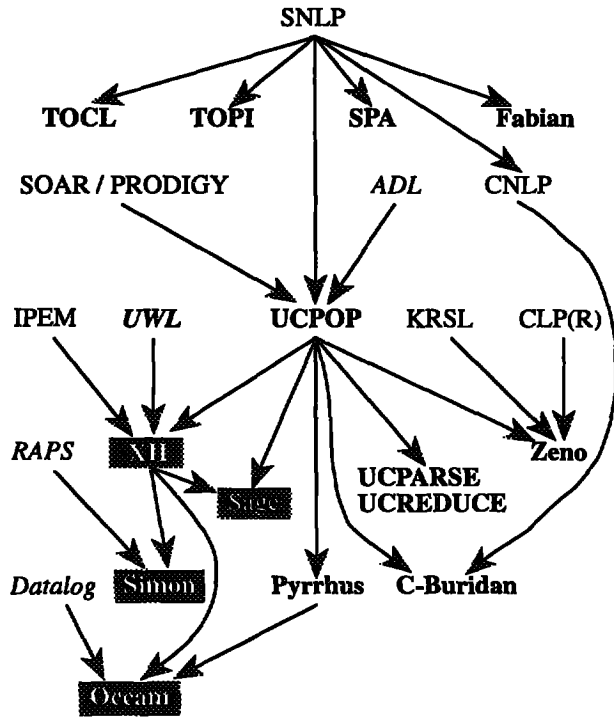 SNLP
TOCL TOPI SPA Fabian
SOAR / PRODIGY ADL CNLP
IPEM UWL UCPOP KRSL CLP(R)
RAPS XII Zeno
Sage UCPARSE
UCREDUCE
Datalog Simon Pyrrhus C-Buridan
Occam